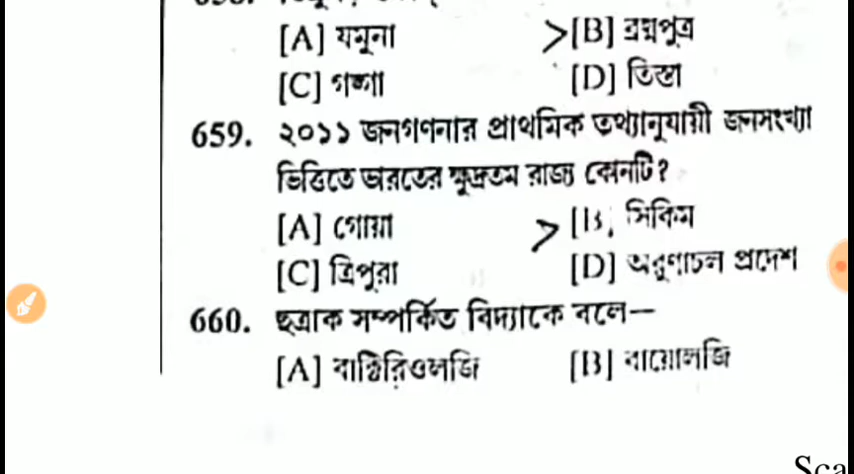 [A] যমুনা >[B] ব্রহ্মপুত্র
[C] গঙ্গা [D] তিস্তা
659. ২০১১ জনগণনার প্রাথমিক তথ্যানুযায়ী জনসংখ্যা
ভিত্তিতে ভারতের ক্ষুদ্রতম রাজ্য কোনটি?
[A] গোয়া >[B] সিকিম
[C] ত্রিপুরা [D] অরুণাচল প্রদেশ
660. ছত্রাক সম্পর্কিত বিদ্যাকে বলে—
[A] ব্যাক্টিরিওলজি [B] বায়োলজি